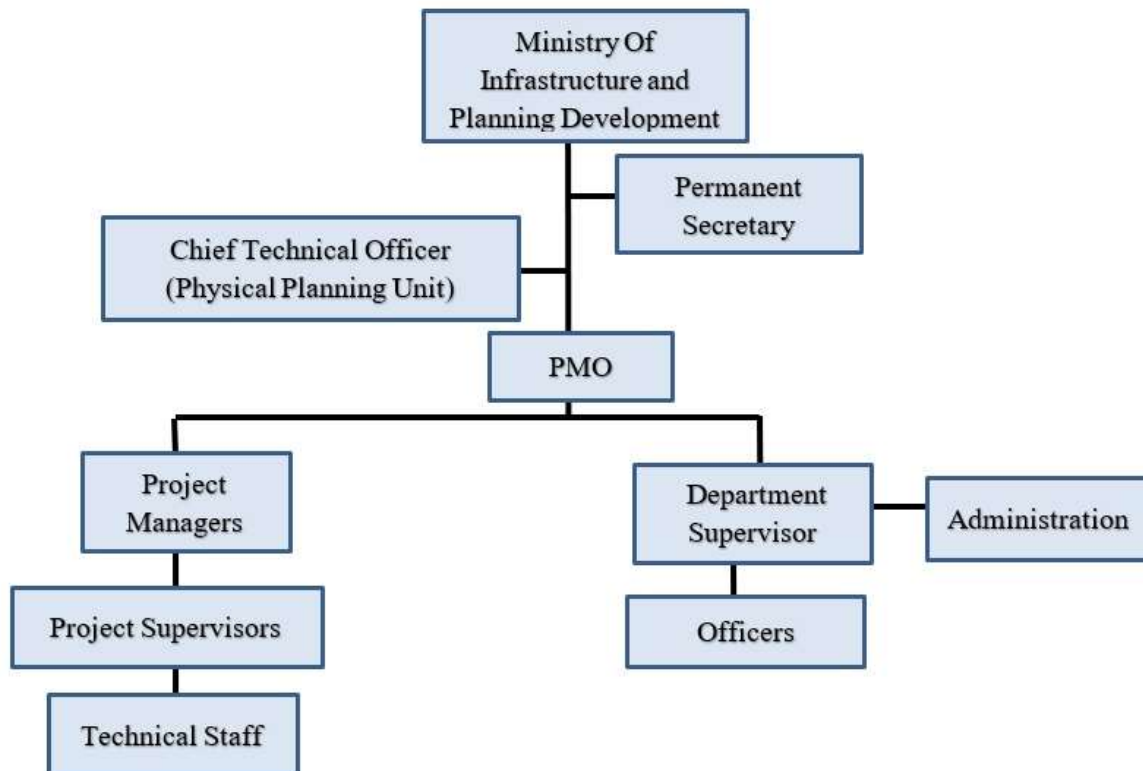 Ministry Of
Infrastructure and
Planning Development
Permanent
Secretary
Chief Technical Officer
(Physical Planning Unit)
PMO
Project
Managers
Department
Supervisor
Administration
Project Supervisors
Officers
Technical Staff